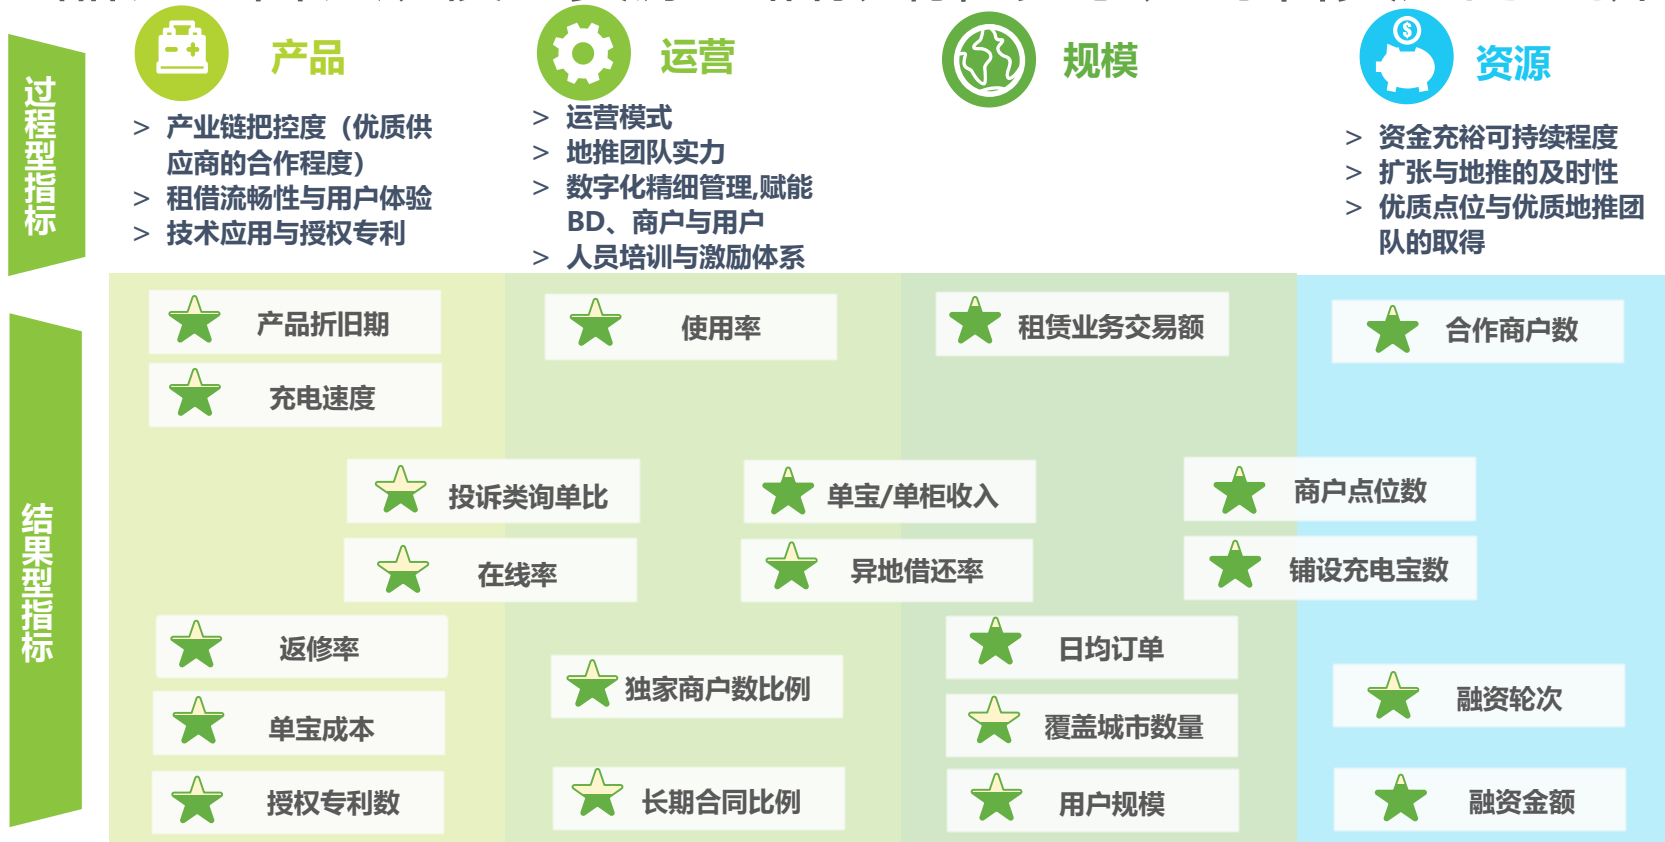 过程型指标
产品
> 产业链把控度（优质供
应商的合作程度）
> 租借流畅性与用户体验
> 技术应用与授权专利
运营
> 运营模式
> 地推团队实力
> 数字化精细管理,赋能
BD、商户与用户
> 人员培训与激励体系
规模
$
资源
> 资金充裕可持续程度
> 扩张与地推的及时性
> 优质点位与优质地推团
队的取得
结果型指标
产品折旧期
使用率
租赁业务交易额
合作商户数
充电速度
投诉类询单比
单宝/单柜收入
商户点位数
在线率
异地借还率
铺设充电宝数
返修率
独家商户数比例
日均订单
融资轮次
单宝成本
覆盖城市数量
授权专利数
长期合同比例
用户规模
融资金额